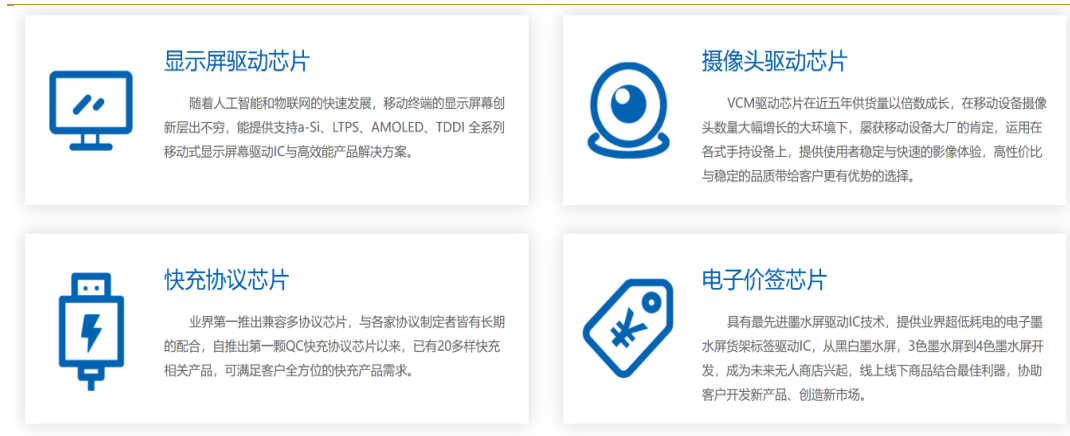 显示屏驱动芯片
随着人工智能和物联网的快速发展，移动终端的显示屏幕创
新层出不穷，能提供支持a-Si、LTPS、AMOLED、TDDI 全系列
移动式显示屏幕驱动IC与高效能产品解决方案。
摄像头驱动芯片
VCM驱动芯片在近五年供货量以倍数成长，在移动设备摄像
头数量大幅增长的大环境下，屡获移动设备大厂的肯定，运用在
各式手持设备上，提供使用者稳定与快速的影像体验，高性价比
与稳定的品质带给客户更有优势的选择。
快充协议芯片
业界第一推出兼容多协议芯片，与各家协议制定者皆有长期
的配合，自推出第一颗QC快充协议芯片以来，已有20多样快充
相关产品，可满足客户全方位的快充产品需求。
电子价签芯片
具有最先进墨水屏驱动IC技术，提供业界超低耗电的电子墨
水屏货架标签驱动IC，从黑白墨水屏，3色墨水屏到4色墨水屏开
发，成为未来无人商店兴起，线上线下商品结合最佳利器，协助
客户开发新产品、创造新市场。